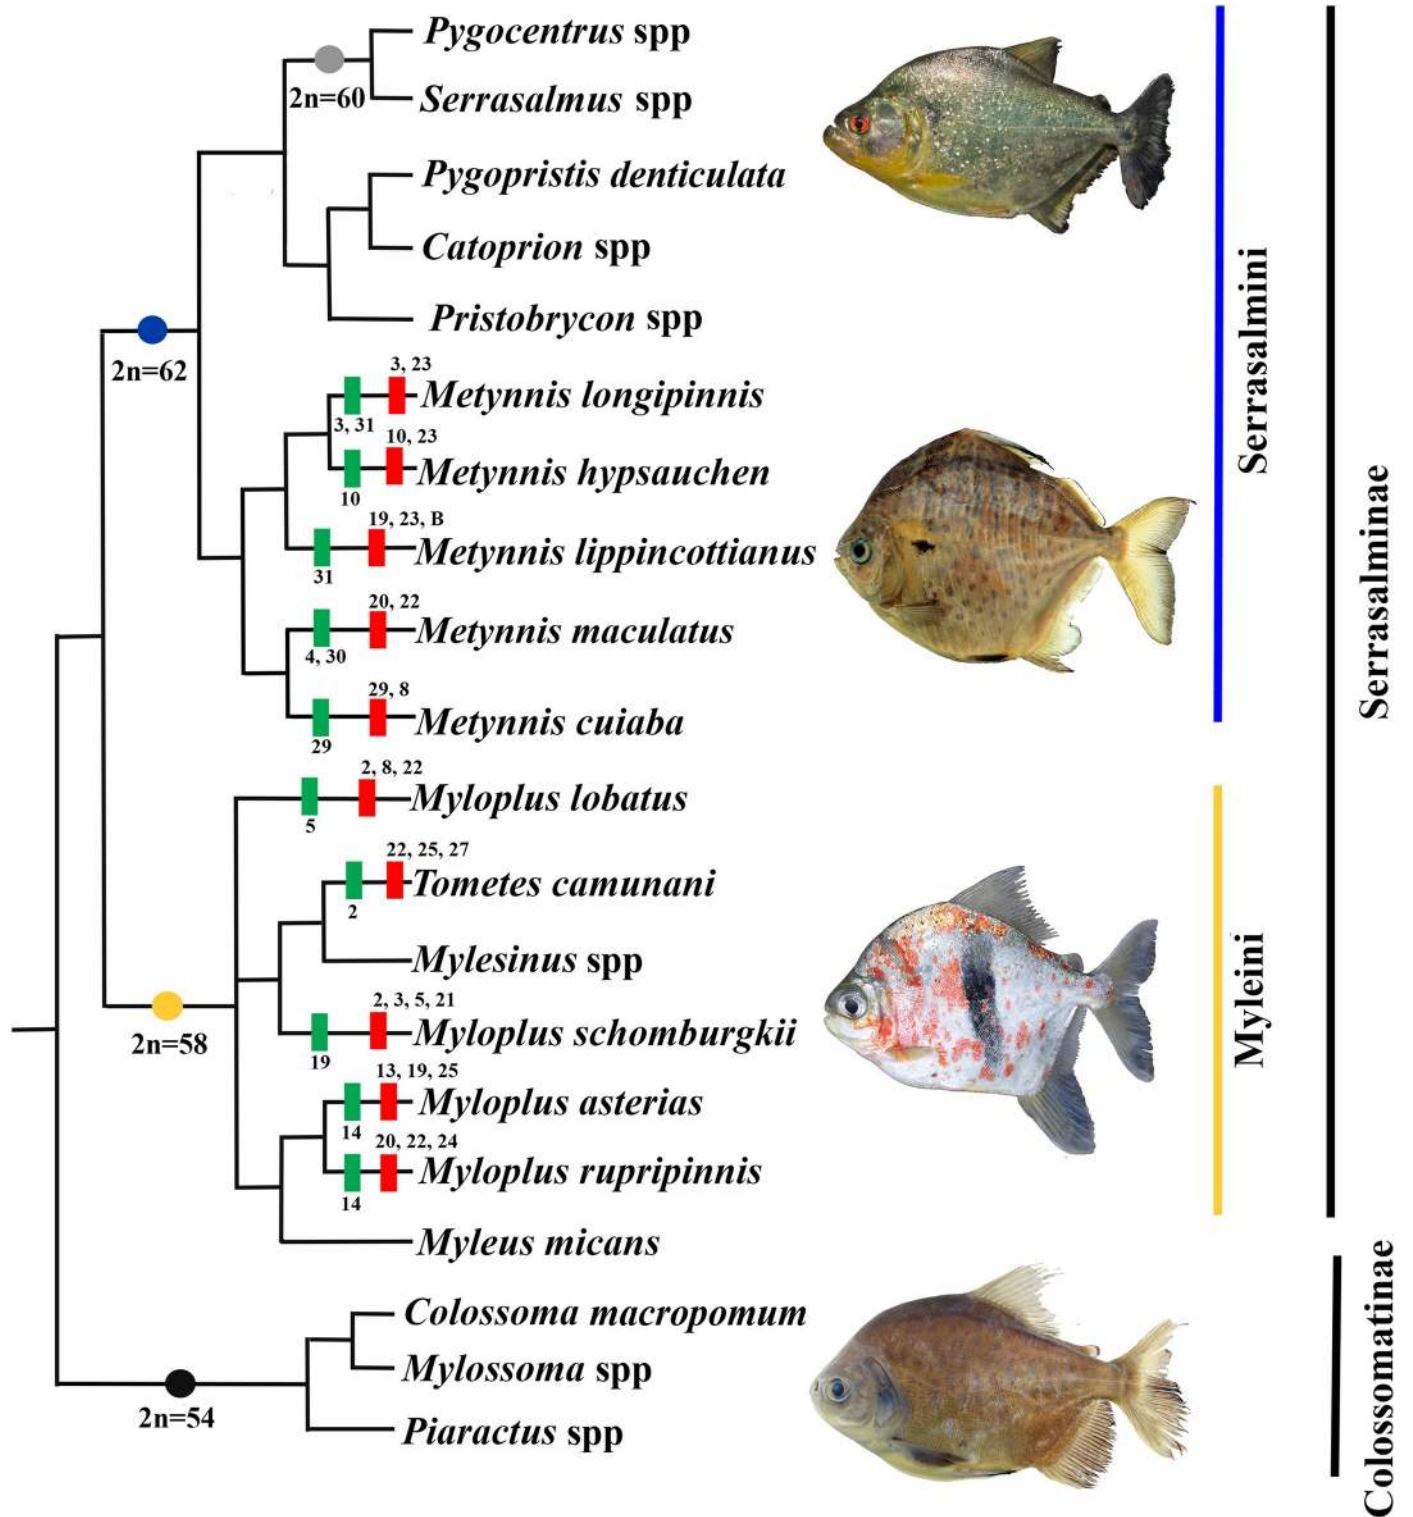 Pygocentrus spp
2n=60
Serrasalmus spp
Pygopristis denticulata
Catoprion spp
Pristobrycon spp
2n=62
3, 23
Metynnis longipinnis
3, 31
10, 23
Metynnis hypsauchen
10
19, 23, B
Metynnis lippincottianus
31
20, 22
Metynnis maculatus
4, 30
29, 8
Metynnis cuiaba
29
2, 8, 22
Myloplus lobatus
5
22, 25, 27
Tometes camunani
2
Mylesinus spp
2n=58
2, 3, 5, 21
Myloplus schomburgkii
19
13, 19, 25
Myloplus asterias
14
20, 22, 24
Myloplus rupripinnis
14
Myleus micans
Colossoma macropomum
Mylossoma spp
2n=54
Piaractus spp
Serrasalmini
Myleini
Serrasalminae
Colossomatinae